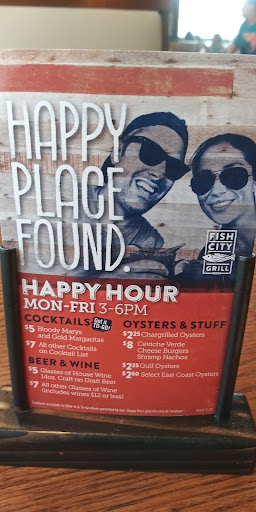 HAPPY
PLACE
FOUND.
FISH
CITY
GRILL
HAPPY HOUR
MON-FRI 3-6PM
COCKTAILS Get it TO-GO!
$5 Bloody Marys
and Gold Margaritas
$7 All other Cocktails
on Cocktail List
BEER & WINE
$5 Glasses of House Wine
14oz. Craft on Draft Beer
$7 All other Glasses of Wine
(includes wines $12 or less!)
OYSTERS & STUFF
$2.25 Chargrilled Oysters
$8 Ceviche Verde
Cheese Burgers
Shrimp Nachos
$2.25 Gulf Oysters
$2.50 Select East Coast Oysters